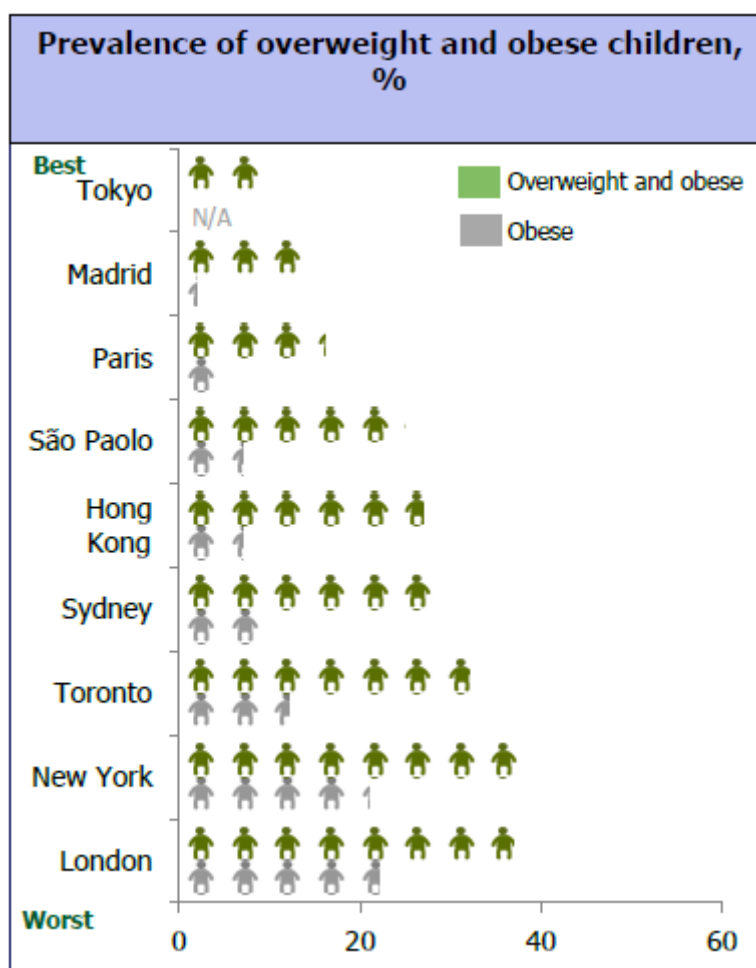 Prevalence of overweight and obese children,
%
Best
Tokyo
N/A
Overweight and obese
Obese
Madrid
Paris
São Paolo
Hong
Kong
Sydney
Toronto
New York
London
Worst
0 20 40 60